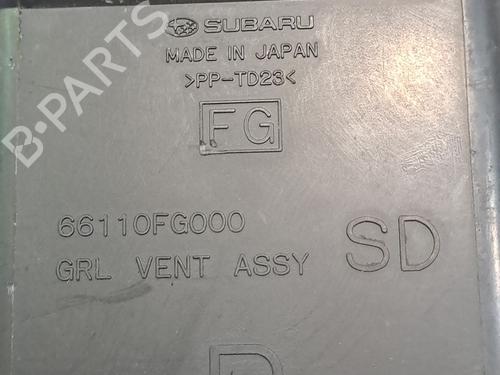 SUBARU
MADE IN JAPAN
>PP-TD23<
FG
66110FG000
SD
GRL VENT ASSY
B-PARTS